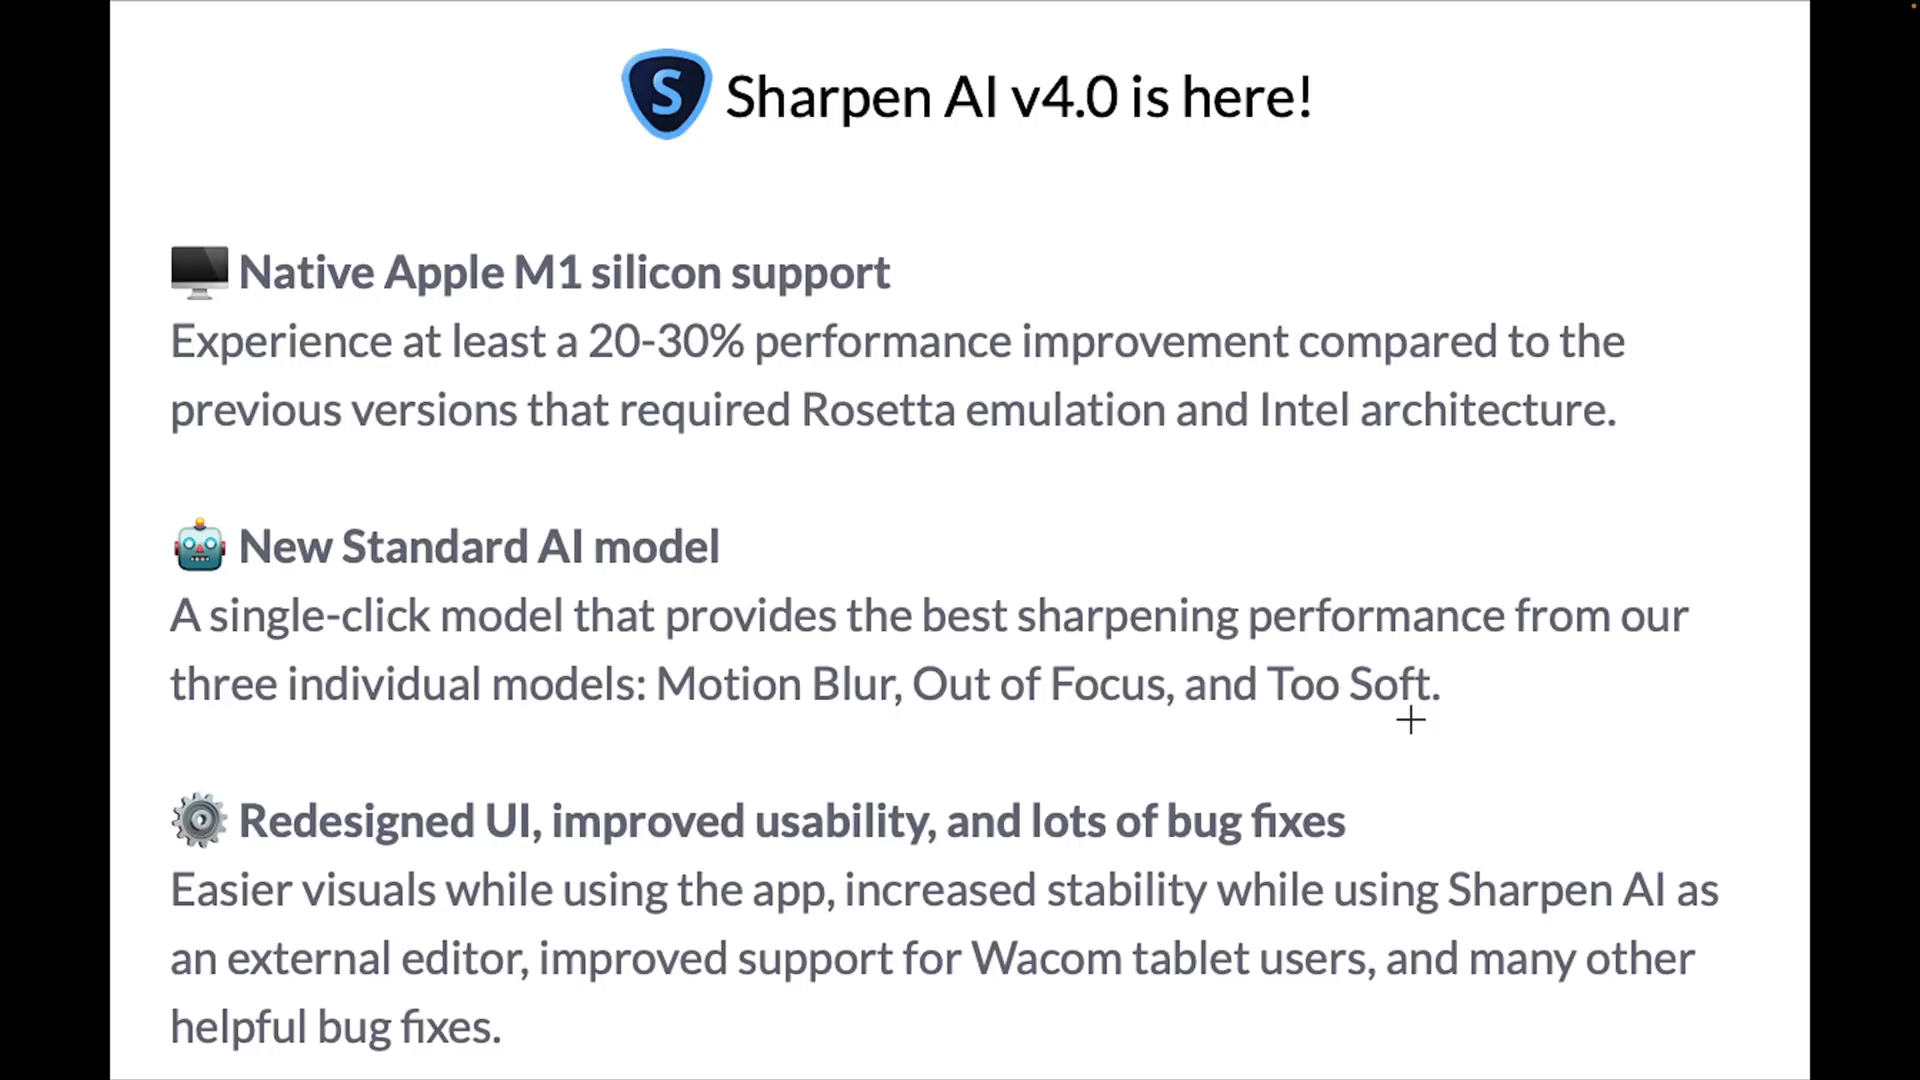 S Sharpen AI v4.0 is here!
Native Apple M1 silicon support
Experience at least a 20-30% performance improvement compared to the
previous versions that required Rosetta emulation and Intel architecture.
New Standard AI model
A single-click model that provides the best sharpening performance from our
three individual models: Motion Blur, Out of Focus, and Too Soft.
Redesigned UI, improved usability, and lots of bug fixes
Easier visuals while using the app, increased stability while using Sharpen AI as
an external editor, improved support for Wacom tablet users, and many other
helpful bug fixes.